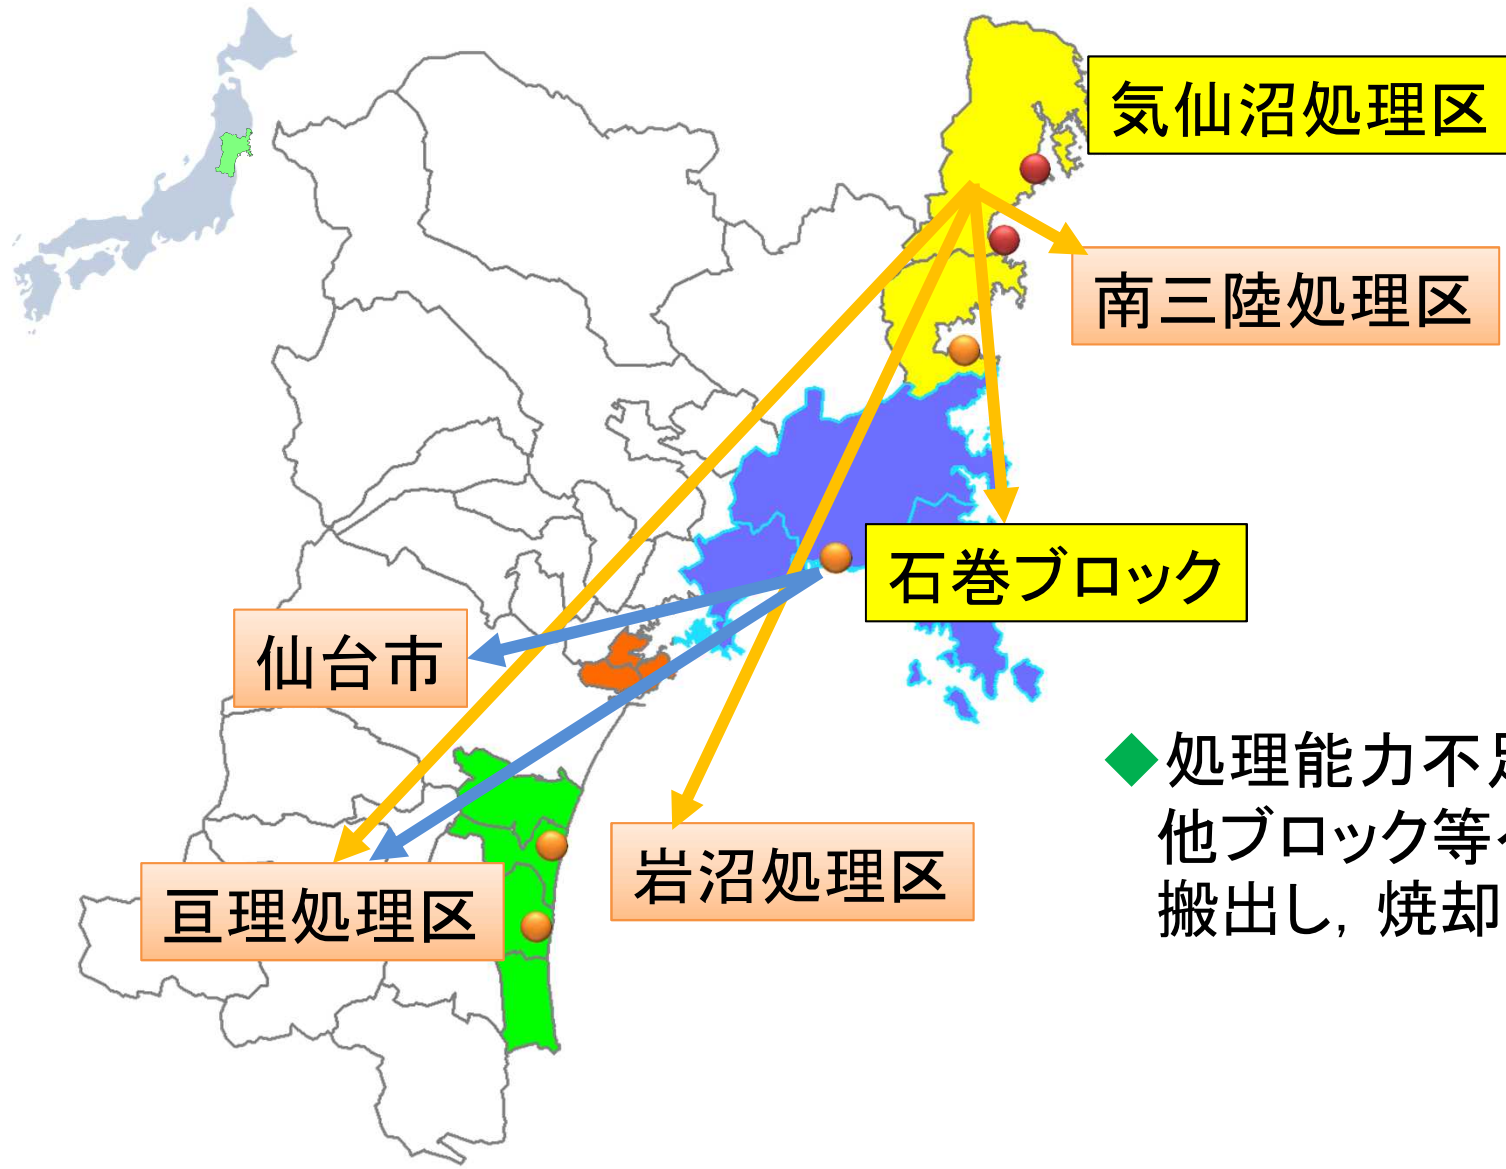 気仙沼処理区
南三陸処理区
石巻ブロック
仙台市
◆処理能力不足
他ブロック等へ
搬出し，焼却
岩沼処理区
亘理処理区